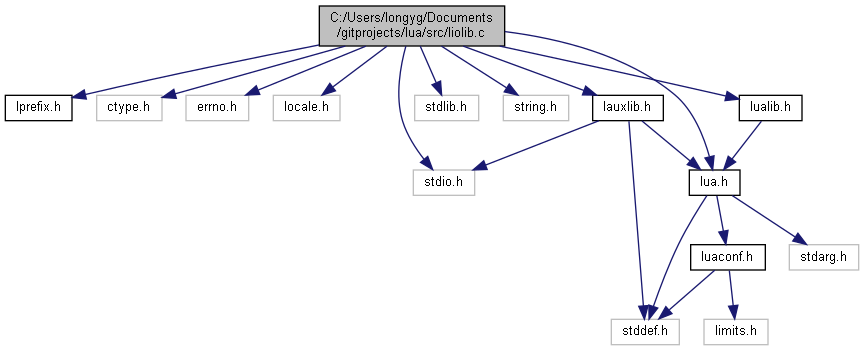 C:/Users/longyg/Documents
/gitprojects/lua/src/liolib.c
lprefix.h
ctype.h
errno.h
locale.h
stdlib.h
string.h
lauxlib.h
lualib.h
stdio.h
lua.h
luaconf.h
stdarg.h
stddef.h
limits.h